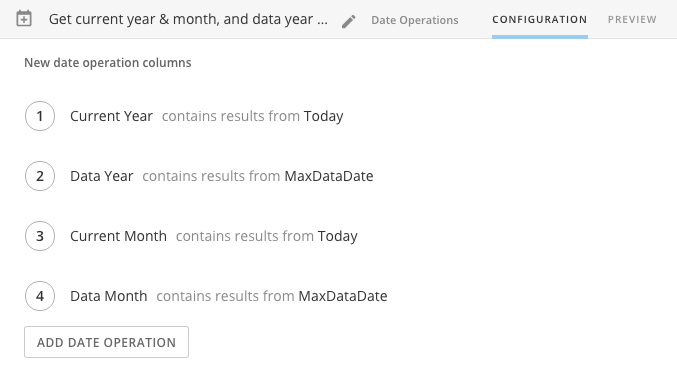 Get current year & month, and data year ... Date Operations CONFIGURATION PREVIEW
New date operation columns
1 Current Year contains results from Today
2 Data Year contains results from MaxDataDate
3 Current Month contains results from Today
4 Data Month contains results from MaxDataDate
ADD DATE OPERATION